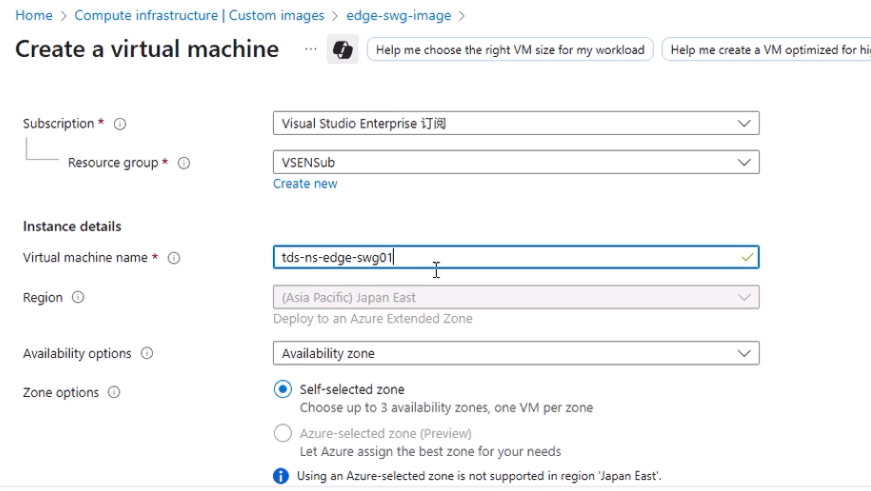 Home > Compute infrastructure | Custom images > edge-swg-image >
Create a virtual machine ... Help me choose the right VM size for my workload Help me create a VM optimized for hi
Subscription * Visual Studio Enterprise 订阅
Resource group * VSENSub
Create new
Instance details
Virtual machine name * tds-ns-edge-swg01
Region (Asia Pacific) Japan East
Deploy to an Azure Extended Zone
Availability options Availability zone
Zone options Self-selected zone
Choose up to 3 availability zones, one VM per zone
Azure-selected zone (Preview)
Let Azure assign the best zone for your needs
Using an Azure-selected zone is not supported in region 'Japan East'.